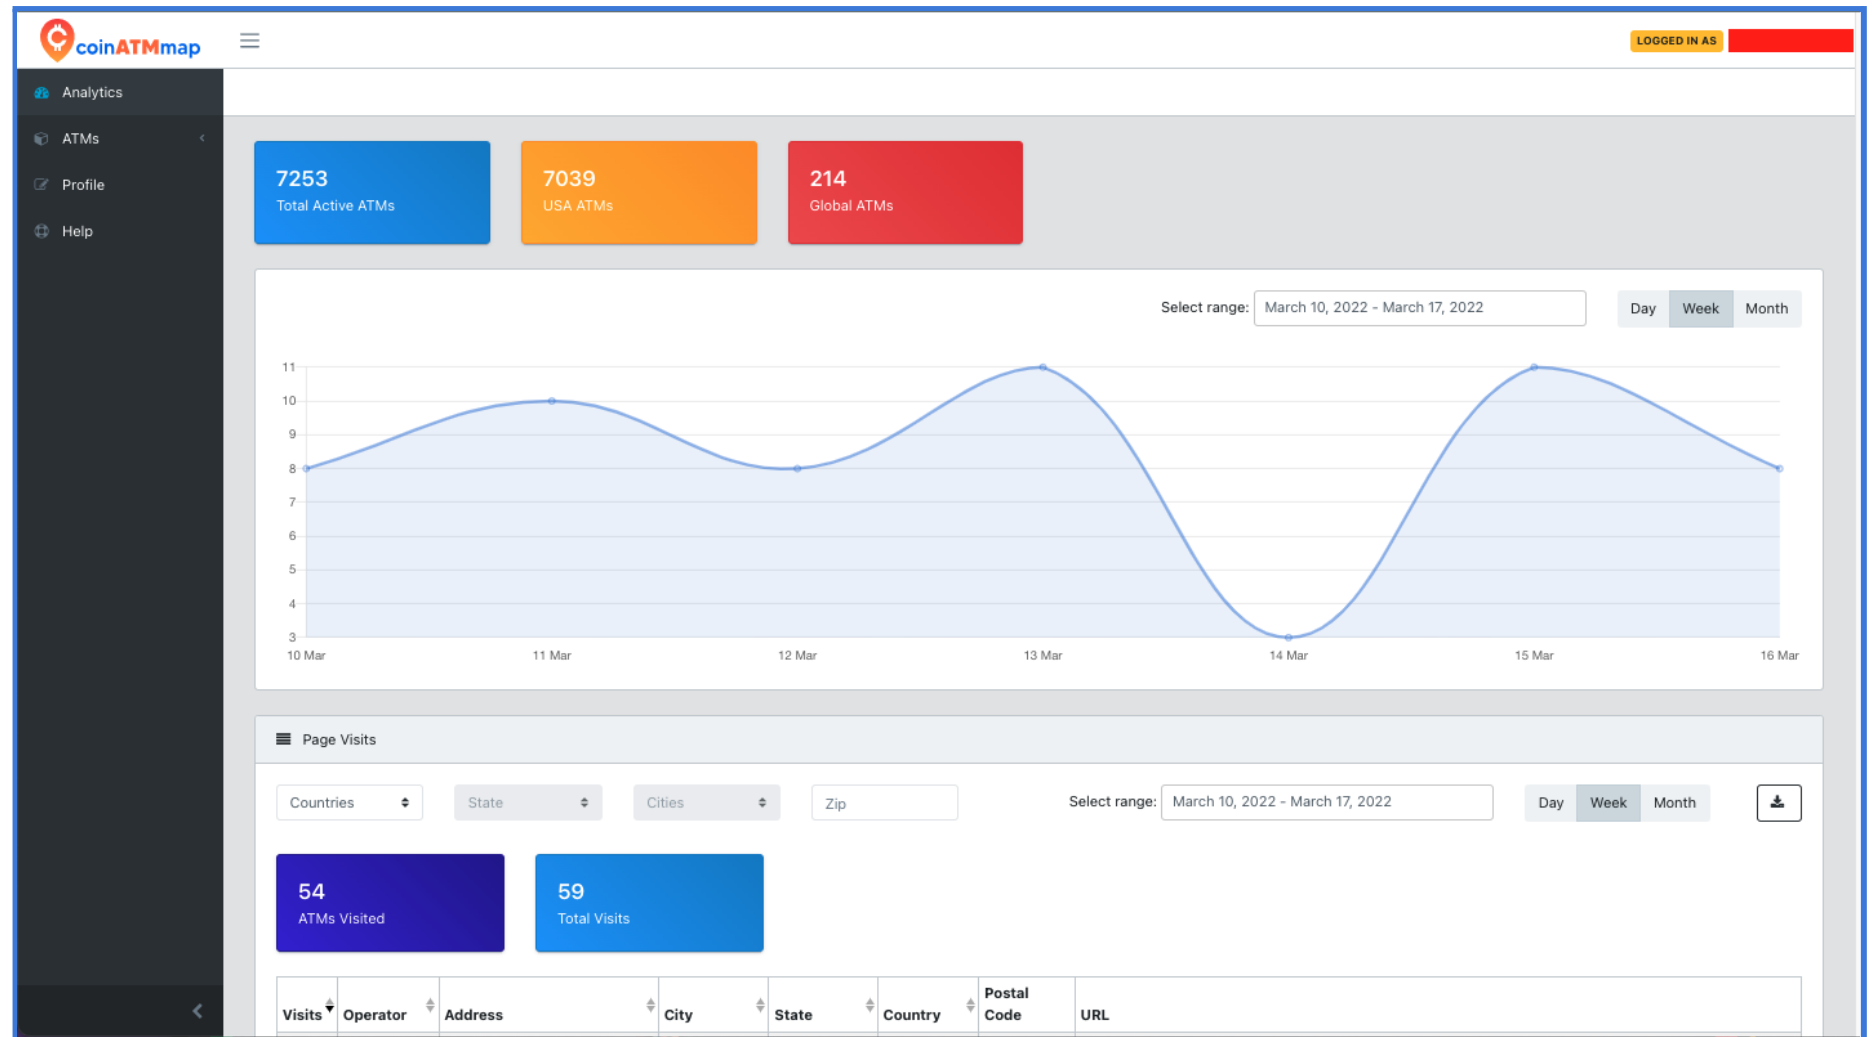 coinATMmap
LOGGED IN AS
Analytics
ATMs
Profile
Help
7253
Total Active ATMs
7039
USA ATMs
214
Global ATMs
Select range: March 10, 2022 - March 17, 2022
Day Week Month
11
10
9
8
7
6
5
4
3
10 Mar 11 Mar 12 Mar 13 Mar 14 Mar 15 Mar 16 Mar
Page Visits
Countries State Cities Zip Select range: March 10, 2022 - March 17, 2022 Day Week Month
54
ATMs Visited
59
Total Visits
Visits Operator Address City State Country Postal Code URL